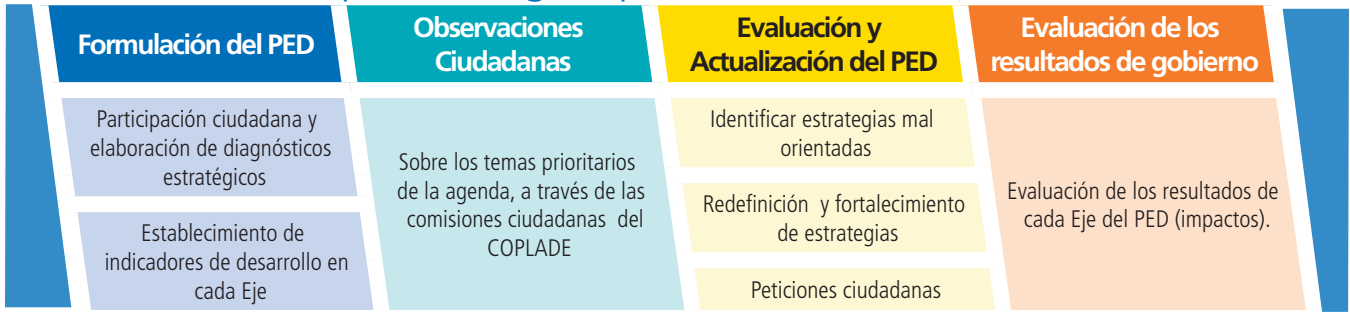 Formulación del PED
Observaciones
Ciudadanas
Evaluación y
Actualización del PED
Evaluación de los
resultados de gobierno
Participación ciudadana y
elaboración de diagnósticos
estratégicos
Establecimiento de
indicadores de desarrollo en
cada Eje
Sobre los temas prioritarios
de la agenda, a través de las
comisiones ciudadanas del
COPLADE
Identificar estrategias mal
orientadas
Redefinición y fortalecimiento
de estrategias
Peticiones ciudadanas
Evaluación de los resultados de
cada Eje del PED (impactos).